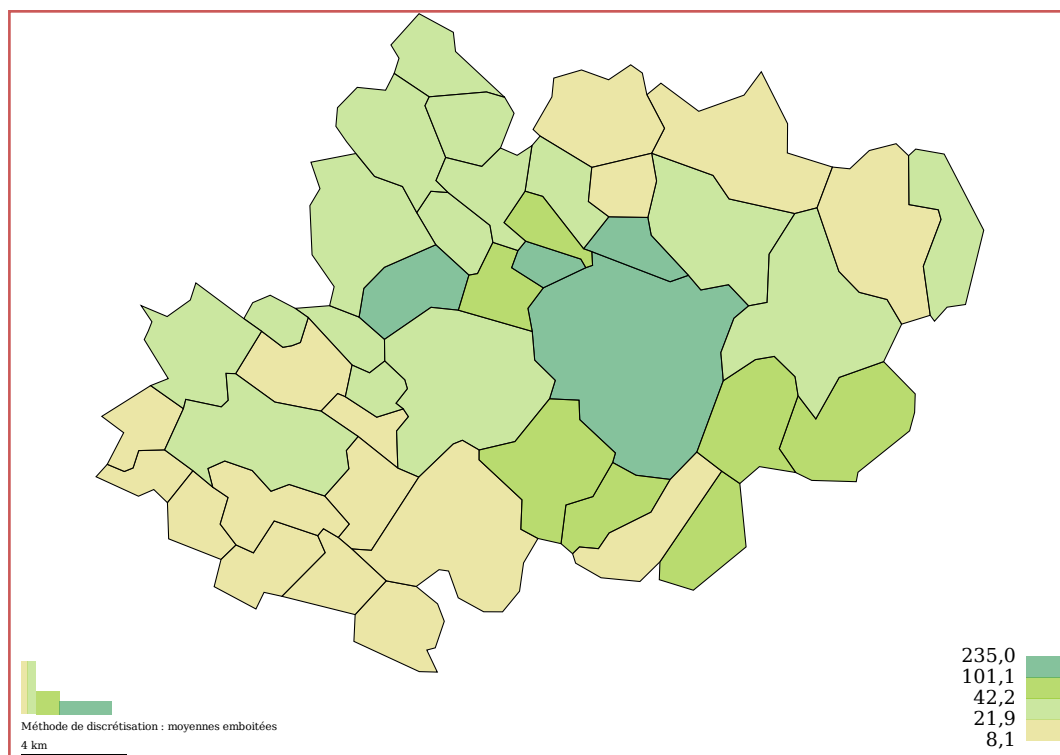 235,0
101,1
42,2
21,9
8,1
Méthode de discrétisation : moyennes emboitées
4 km